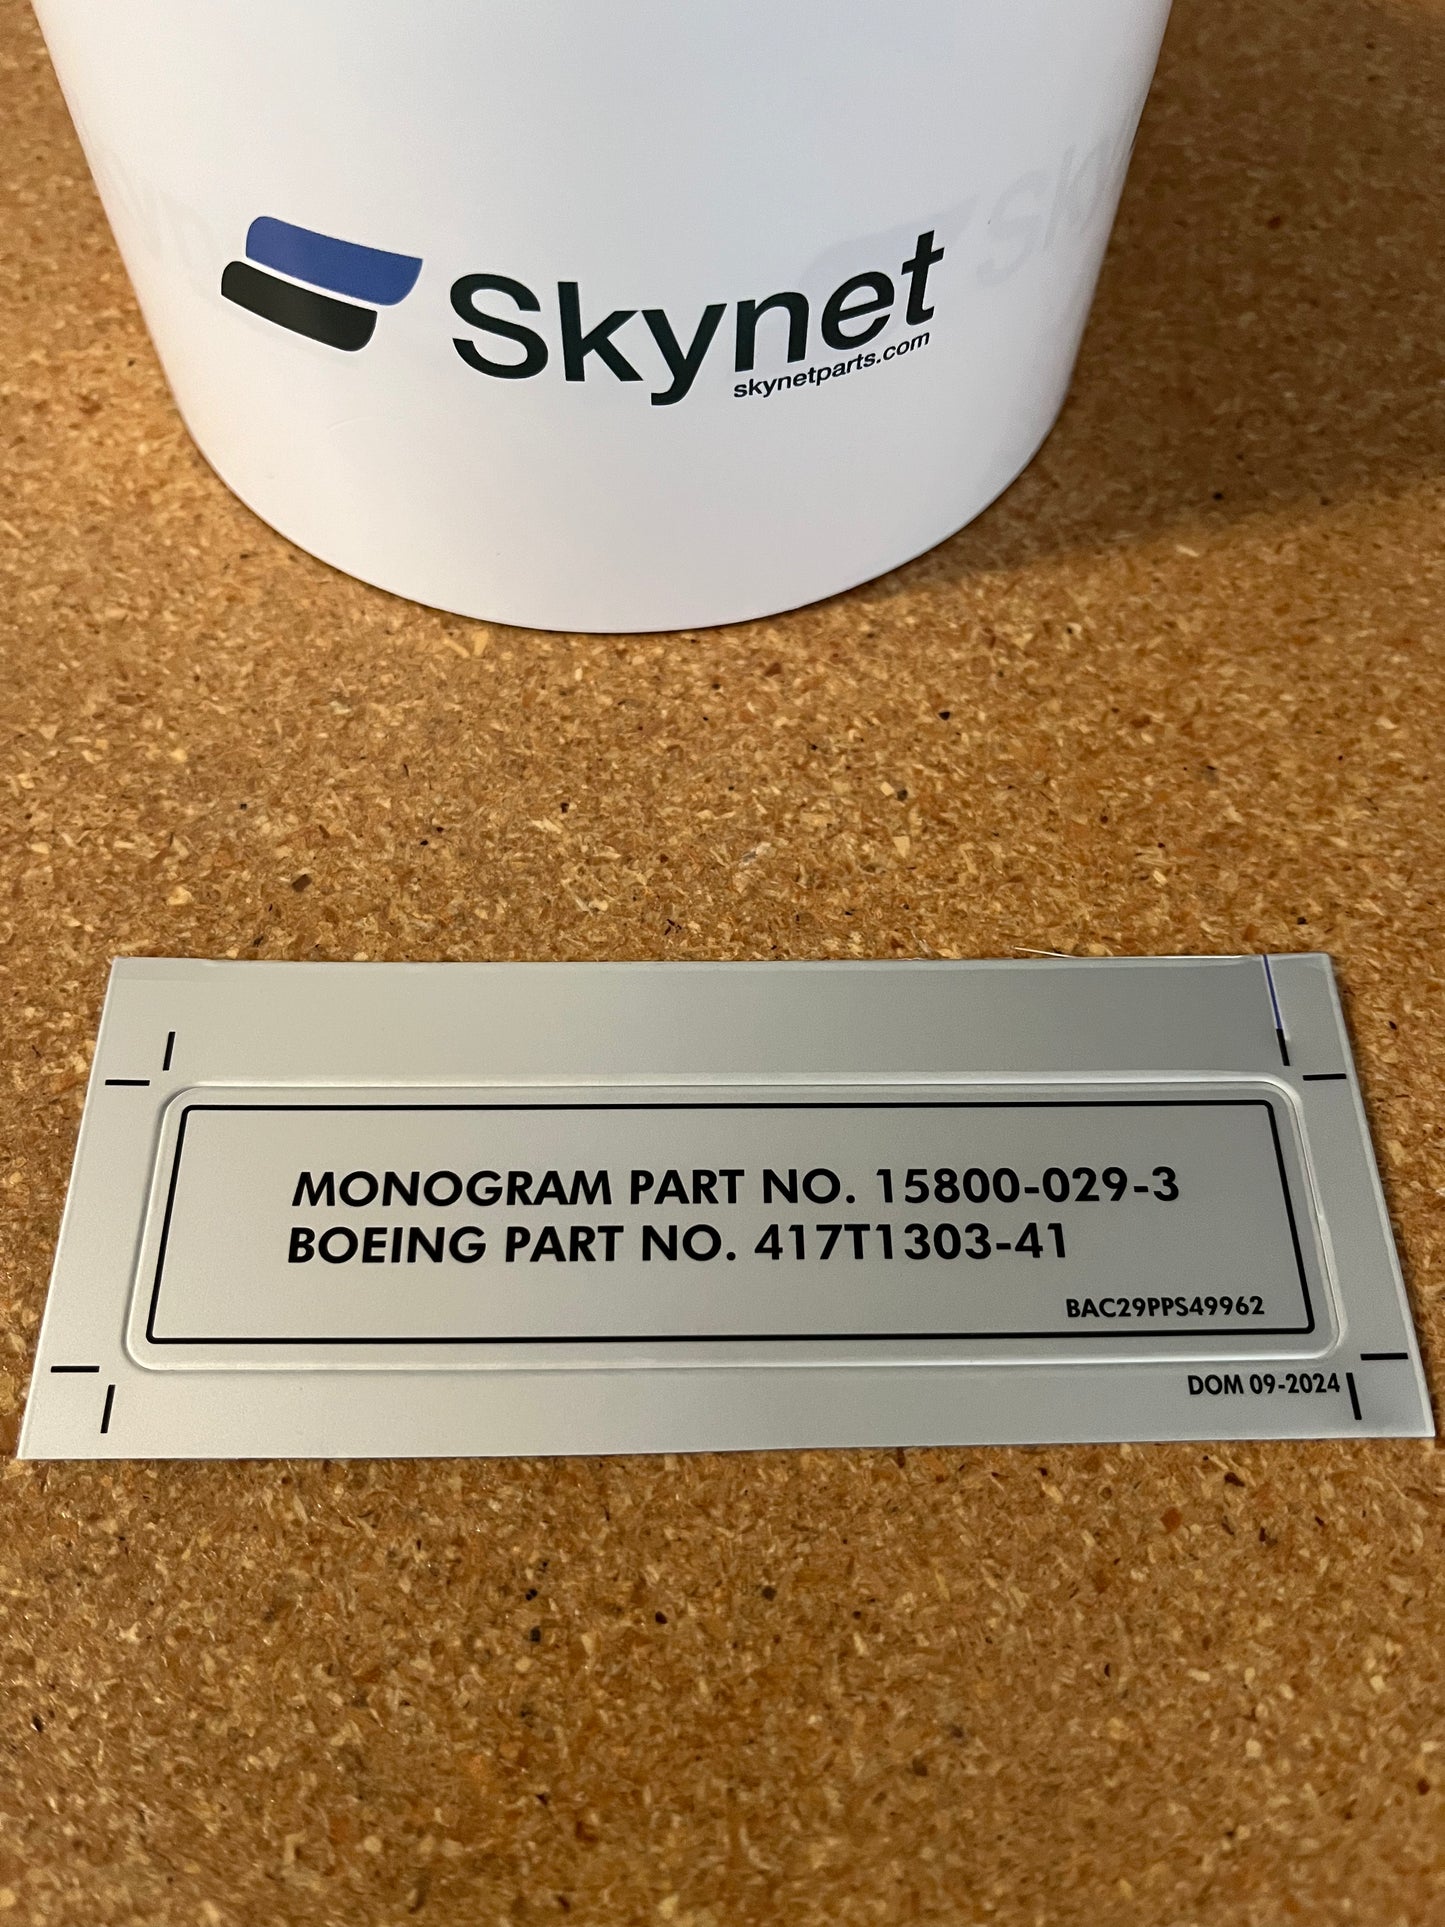 Skynet
skynetparts.com
MONOGRAM PART NO. 15800-029-3
BOEING PART NO. 417T1303-41
BAC29PPS49962
DOM 09-2024